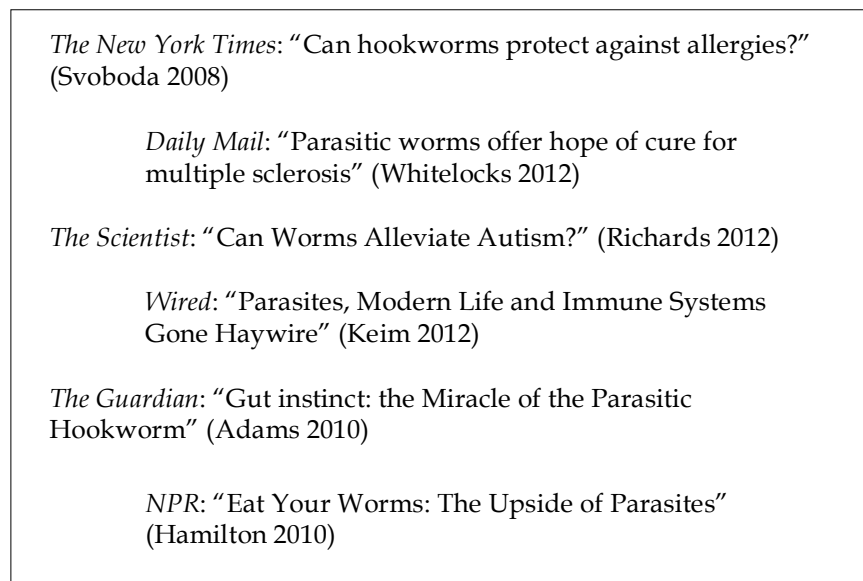 The New York Times: “Can hookworms protect against allergies?”
(Svoboda 2008)
Daily Mail: “Parasitic worms offer hope of cure for
multiple sclerosis” (Whitelocks 2012)
The Scientist: “Can Worms Alleviate Autism?” (Richards 2012)
Wired: “Parasites, Modern Life and Immune Systems
Gone Haywire” (Keim 2012)
The Guardian: “Gut instinct: the Miracle of the Parasitic
Hookworm” (Adams 2010)
NPR: “Eat Your Worms: The Upside of Parasites”
(Hamilton 2010)